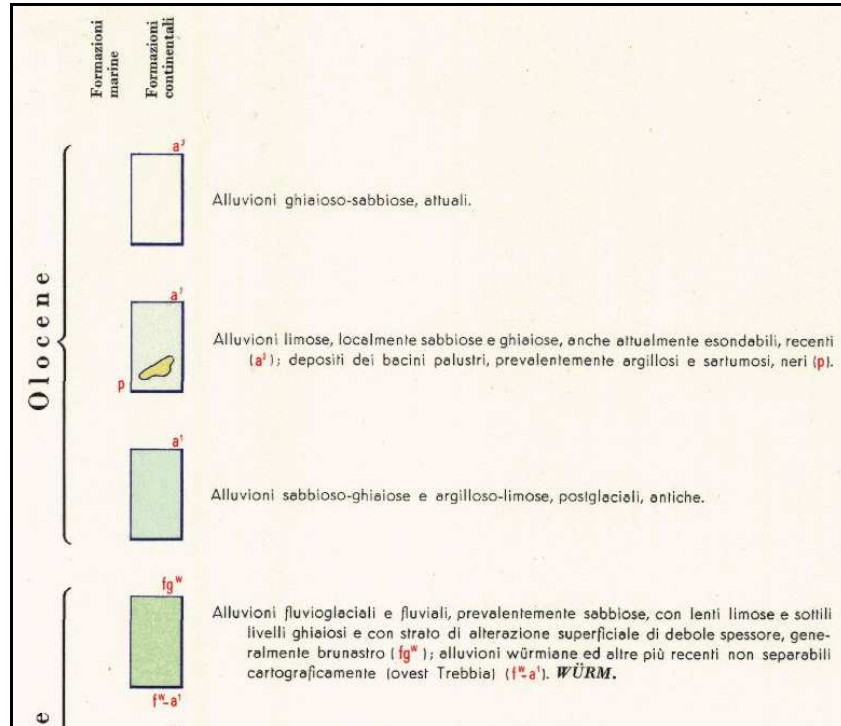 Formazioni
marine
Formazioni
continentali
Olocene
a³
Alluvioni ghiaioso-sabbiose, attuali.
a²
p
Alluvioni limose, localmente sabbiose e ghiaiose, anche attualmente esondabili, recenti
(a²); depositi dei bacini palustri, prevalentemente argillosi e sartumosi, neri (p).
a¹
Alluvioni sabbioso-ghiaiose e argilloso-limose, postglaciali, antiche.
fgʷ
fʷ-a¹
Alluvioni fluvioglaciali e fluviali, prevalentemente sabbiose, con lenti limose e sottili
livelli ghiaiosi e con strato di alterazione superficiale di debole spessore, gene-
ralmente brunastro (fgʷ); alluvioni würmiane ed altre più recenti non separabili
cartograficamente (ovest Trebbia) (fʷ-a¹). WÜRM.
e